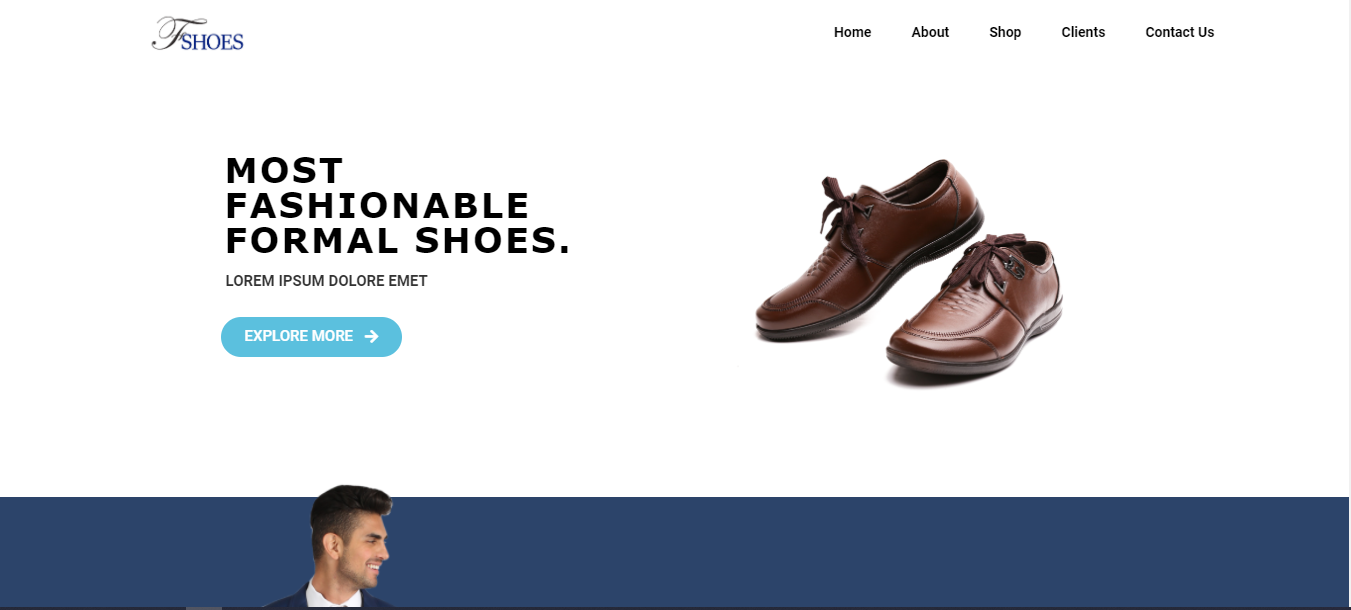 FSHOES
Home About Shop Clients Contact Us
MOST
FASHIONABLE
FORMAL SHOES.
LOREM IPSUM DOLORE EMET
EXPLORE MORE